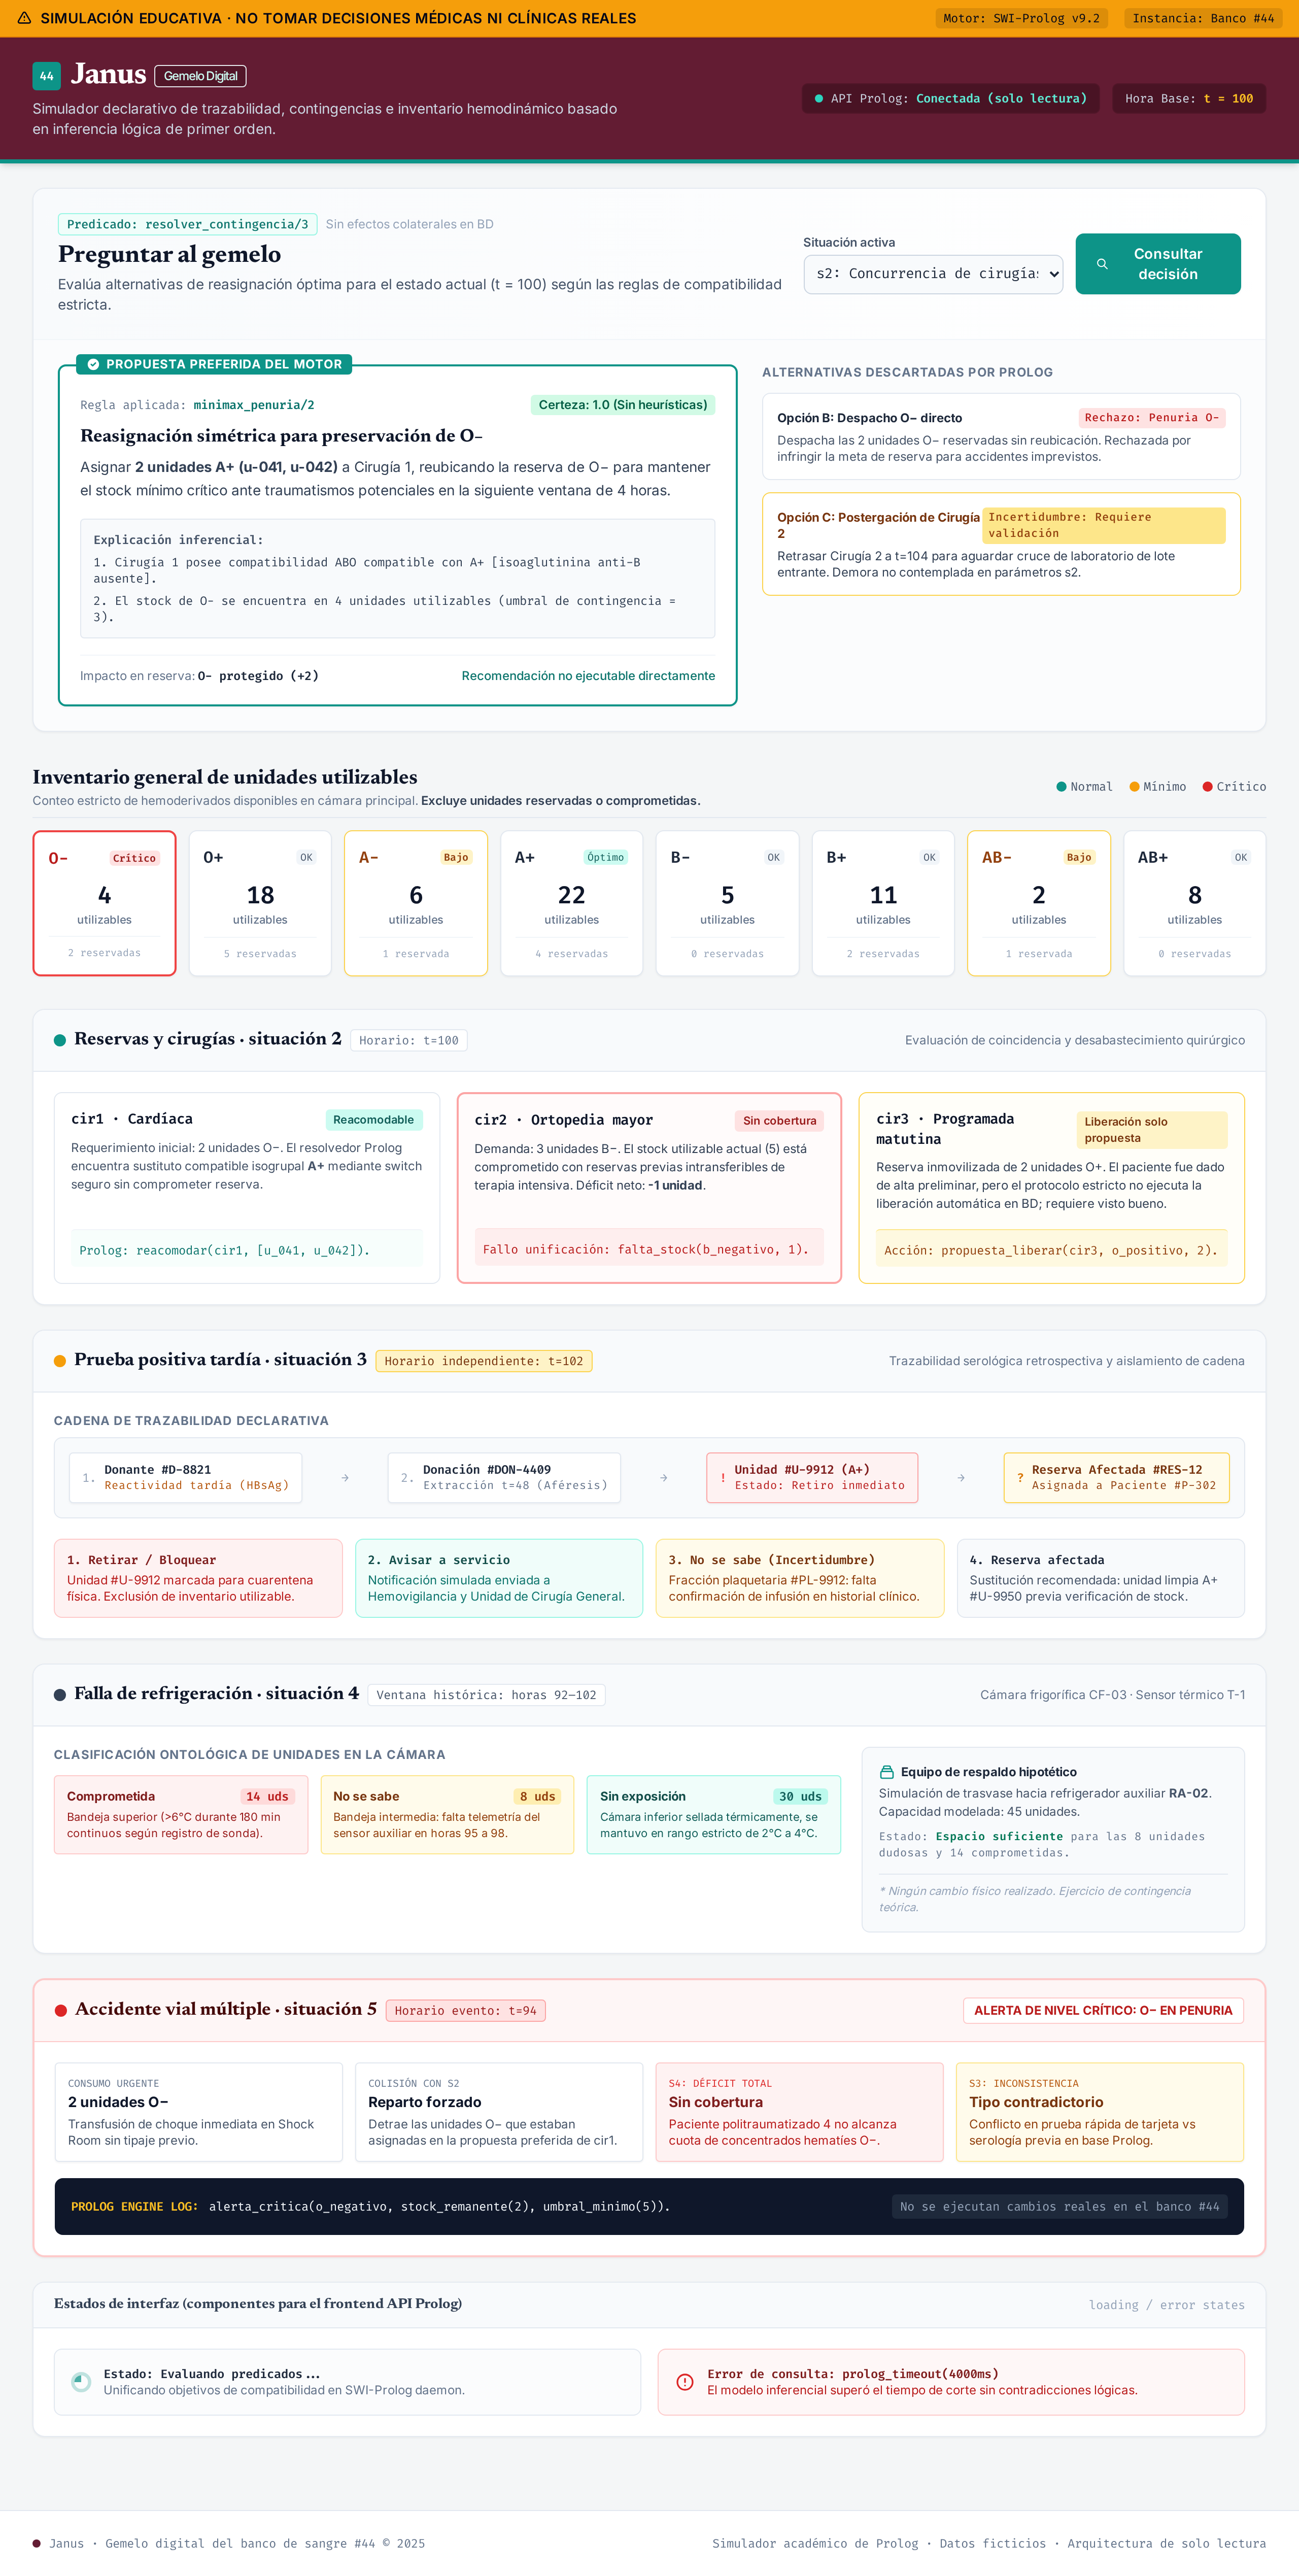 SIMULACIÓN EDUCATIVA · NO TOMAR DECISIONES MÉDICAS NI CLÍNICAS REALES
Motor: SWI-Prolog v9.2
Instancia: Banco #44
44
Janus
Gemelo Digital
Simulador declarativo de trazabilidad, contingencias e inventario hemodinámico basado
en inferencia lógica de primer orden.
API Prolog: Conectada (solo lectura)
Hora Base: t = 100
Predicado: resolver_contingencia/3
Sin efectos colaterales en BD
Preguntar al gemelo
Evalúa alternativas de reasignación óptima para el estado actual (t = 100) según las reglas de compatibilidad
estricta.
Situación activa
s2: Concurrencia de cirugías
Consultar
decisión
PROPUESTA PREFERIDA DEL MOTOR
Regla aplicada: minimax_penuria/2
Certeza: 1.0 (Sin heurísticas)
Reasignación simétrica para preservación de O−
Asignar 2 unidades A+ (u-041, u-042) a Cirugía 1, reubicando la reserva de O− para mantener
el stock mínimo crítico ante traumatismos potenciales en la siguiente ventana de 4 horas.
Explicación inferencial:
1. Cirugía 1 posee compatibilidad ABO compatible con A+ [isoaglutinina anti-B
ausente].
2. El stock de O- se encuentra en 4 unidades utilizables (umbral de contingencia =
3).
Impacto en reserva: O- protegido (+2)
Recomendación no ejecutable directamente
ALTERNATIVAS DESCARTADAS POR PROLOG
Opción B: Despacho O− directo
Rechazo: Penuria O-
Despacha las 2 unidades O− reservadas sin reubicación. Rechazada por
infringir la meta de reserva para accidentes imprevistos.
Opción C: Postergación de Cirugía
2
Incertidumbre: Requiere
validación
Retrasar Cirugía 2 a t=104 para aguardar cruce de laboratorio de lote
entrante. Demora no contemplada en parámetros s2.
Inventario general de unidades utilizables
Conteo estricto de hemoderivados disponibles en cámara principal. Excluye unidades reservadas o comprometidas.
Normal
Mínimo
Crítico
O-
Crítico
4
utilizables
2 reservadas
O+
OK
18
utilizables
5 reservadas
A-
Bajo
6
utilizables
1 reservada
A+
Óptimo
22
utilizables
4 reservadas
B-
OK
5
utilizables
0 reservadas
B+
OK
11
utilizables
2 reservadas
AB-
Bajo
2
utilizables
1 reservada
AB+
OK
8
utilizables
0 reservadas
Reservas y cirugías · situación 2
Horario: t=100
Evaluación de coincidencia y desabastecimiento quirúrgico
cir1 · Cardíaca
Reacomodable
Requerimiento inicial: 2 unidades O−. El resolvedor Prolog
encuentra sustituto compatible isogrupal A+ mediante switch
seguro sin comprometer reserva.
Prolog: reacomodar(cir1, [u_041, u_042]).
cir2 · Ortopedia mayor
Sin cobertura
Demanda: 3 unidades B−. El stock utilizable actual (5) está
comprometido con reservas previas intransferibles de
terapia intensiva. Déficit neto: -1 unidad.
Fallo unificación: falta_stock(b_negativo, 1).
cir3 · Programada
matutina
Liberación solo
propuesta
Reserva inmovilizada de 2 unidades O+. El paciente fue dado
de alta preliminar, pero el protocolo estricto no ejecuta la
liberación automática en BD; requiere visto bueno.
Acción: propuesta_liberar(cir3, o_positivo, 2).
Prueba positiva tardía · situación 3
Horario independiente: t=102
Trazabilidad serológica retrospectiva y aislamiento de cadena
CADENA DE TRAZABILIDAD DECLARATIVA
1.
Donante #D-8821
Reactividad tardía (HBsAg)
→
2.
Donación #DON-4409
Extracción t=48 (Aféresis)
→
!
Unidad #U-9912 (A+)
Estado: Retiro inmediato
→
?
Reserva Afectada #RES-12
Asignada a Paciente #P-302
1. Retirar / Bloquear
Unidad #U-9912 marcada para cuarentena
física. Exclusión de inventario utilizable.
2. Avisar a servicio
Notificación simulada enviada a
Hemovigilancia y Unidad de Cirugía General.
3. No se sabe (Incertidumbre)
Fracción plaquetaria #PL-9912: falta
confirmación de infusión en historial clínico.
4. Reserva afectada
Sustitución recomendada: unidad limpia A+
#U-9950 previa verificación de stock.
Falla de refrigeración · situación 4
Ventana histórica: horas 92–102
Cámara frigorífica CF-03 · Sensor térmico T-1
CLASIFICACIÓN ONTOLÓGICA DE UNIDADES EN LA CÁMARA
Comprometida
14 uds
Bandeja superior (>6°C durante 180 min
continuos según registro de sonda).
No se sabe
8 uds
Bandeja intermedia: falta telemetría del
sensor auxiliar en horas 95 a 98.
Sin exposición
30 uds
Cámara inferior sellada térmicamente, se
mantuvo en rango estricto de 2°C a 4°C.
Equipo de respaldo hipotético
Simulación de trasvase hacia refrigerador auxiliar RA-02.
Capacidad modelada: 45 unidades.
Estado: Espacio suficiente para las 8 unidades
dudosas y 14 comprometidas.
* Ningún cambio físico realizado. Ejercicio de contingencia
teórica.
Accidente vial múltiple · situación 5
Horario evento: t=94
ALERTA DE NIVEL CRÍTICO: O− EN PENURIA
CONSUMO URGENTE
2 unidades O−
Transfusión de choque inmediata en Shock
Room sin tipaje previo.
COLISIÓN CON S2
Reparto forzado
Detrae las unidades O− que estaban
asignadas en la propuesta preferida de cir1.
S4: DÉFICIT TOTAL
Sin cobertura
Paciente politraumatizado 4 no alcanza
cuota de concentrados hematíes O−.
S3: INCONSISTENCIA
Tipo contradictorio
Conflicto en prueba rápida de tarjeta vs
serología previa en base Prolog.
PROLOG ENGINE LOG: alerta_critica(o_negativo, stock_remanente(2), umbral_minimo(5)).
No se ejecutan cambios reales en el banco #44
Estados de interfaz (componentes para el frontend API Prolog)
loading / error states
Estado: Evaluando predicados...
Unificando objetivos de compatibilidad en SWI-Prolog daemon.
Error de consulta: prolog_timeout(4000ms)
El modelo inferencial superó el tiempo de corte sin contradicciones lógicas.
Janus · Gemelo digital del banco de sangre #44 © 2025
Simulador académico de Prolog · Datos ficticios · Arquitectura de solo lectura